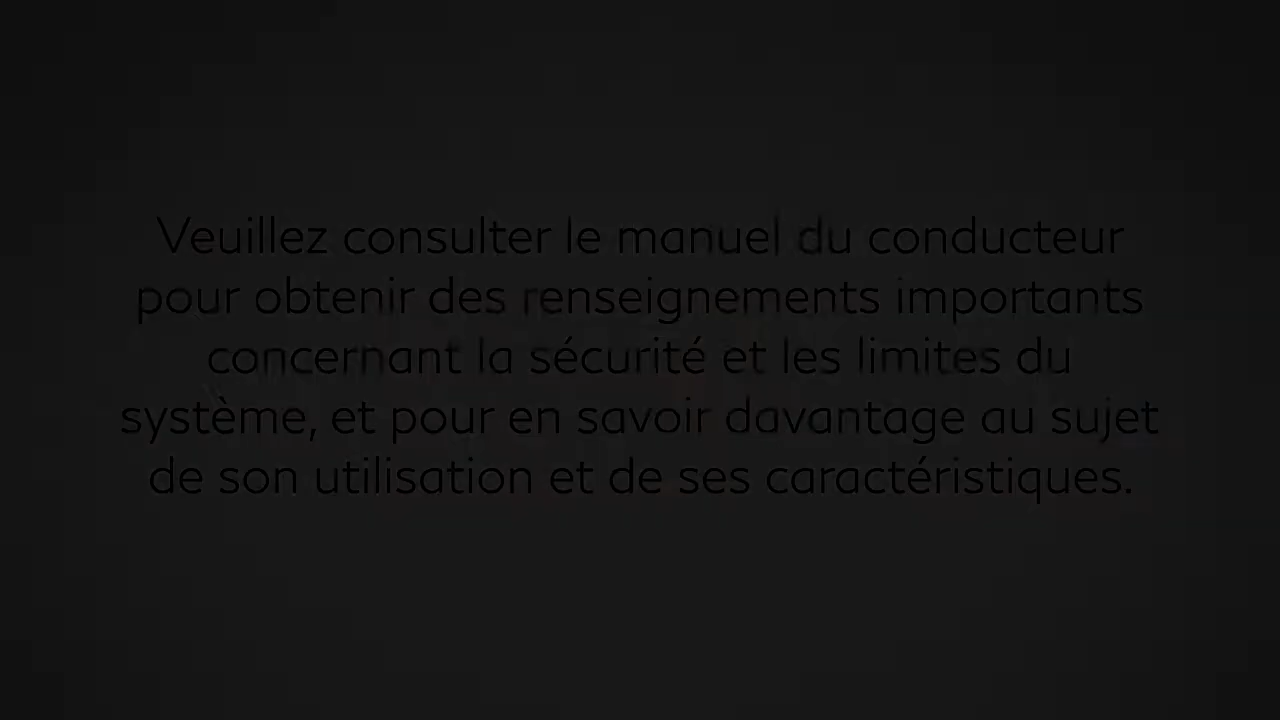 Veuillez consulter le manuel du conducteur
pour obtenir des renseignements importants
concernant la sécurité et les limites du
système, et pour en savoir davantage au sujet
de son utilisation et de ses caractéristiques.